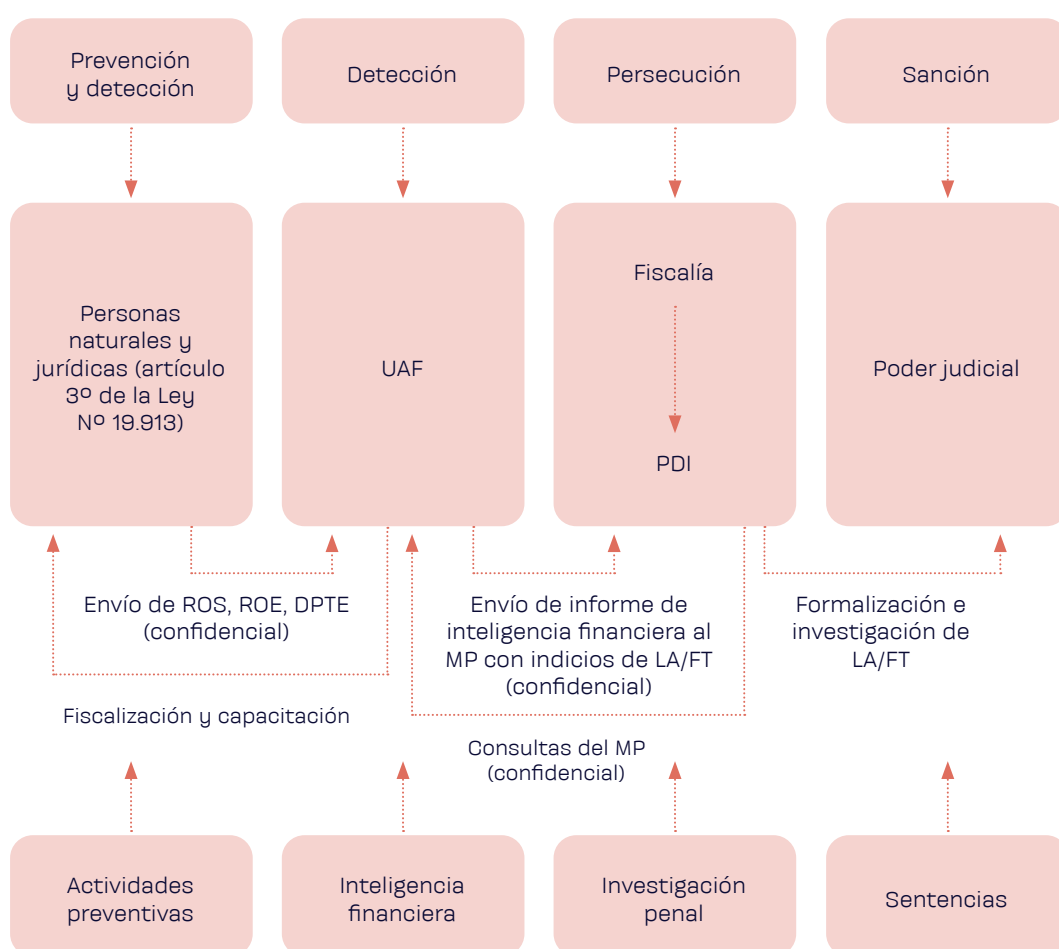 Prevención
y detección
Detección
Persecución
Sanción
Personas
naturales y
jurídicas (artículo
3º de la Ley
Nº 19.913)
UAF
Fiscalía
PDI
Poder judicial
Envío de ROS, ROE, DPTE
(confidencial)
Envío de informe de
inteligencia financiera al
MP con indicios de LA/FT
(confidencial)
Formalización e
investigación de
LA/FT
Fiscalización y capacitación
Consultas del MP
(confidencial)
Actividades
preventivas
Inteligencia
financiera
Investigación
penal
Sentencias